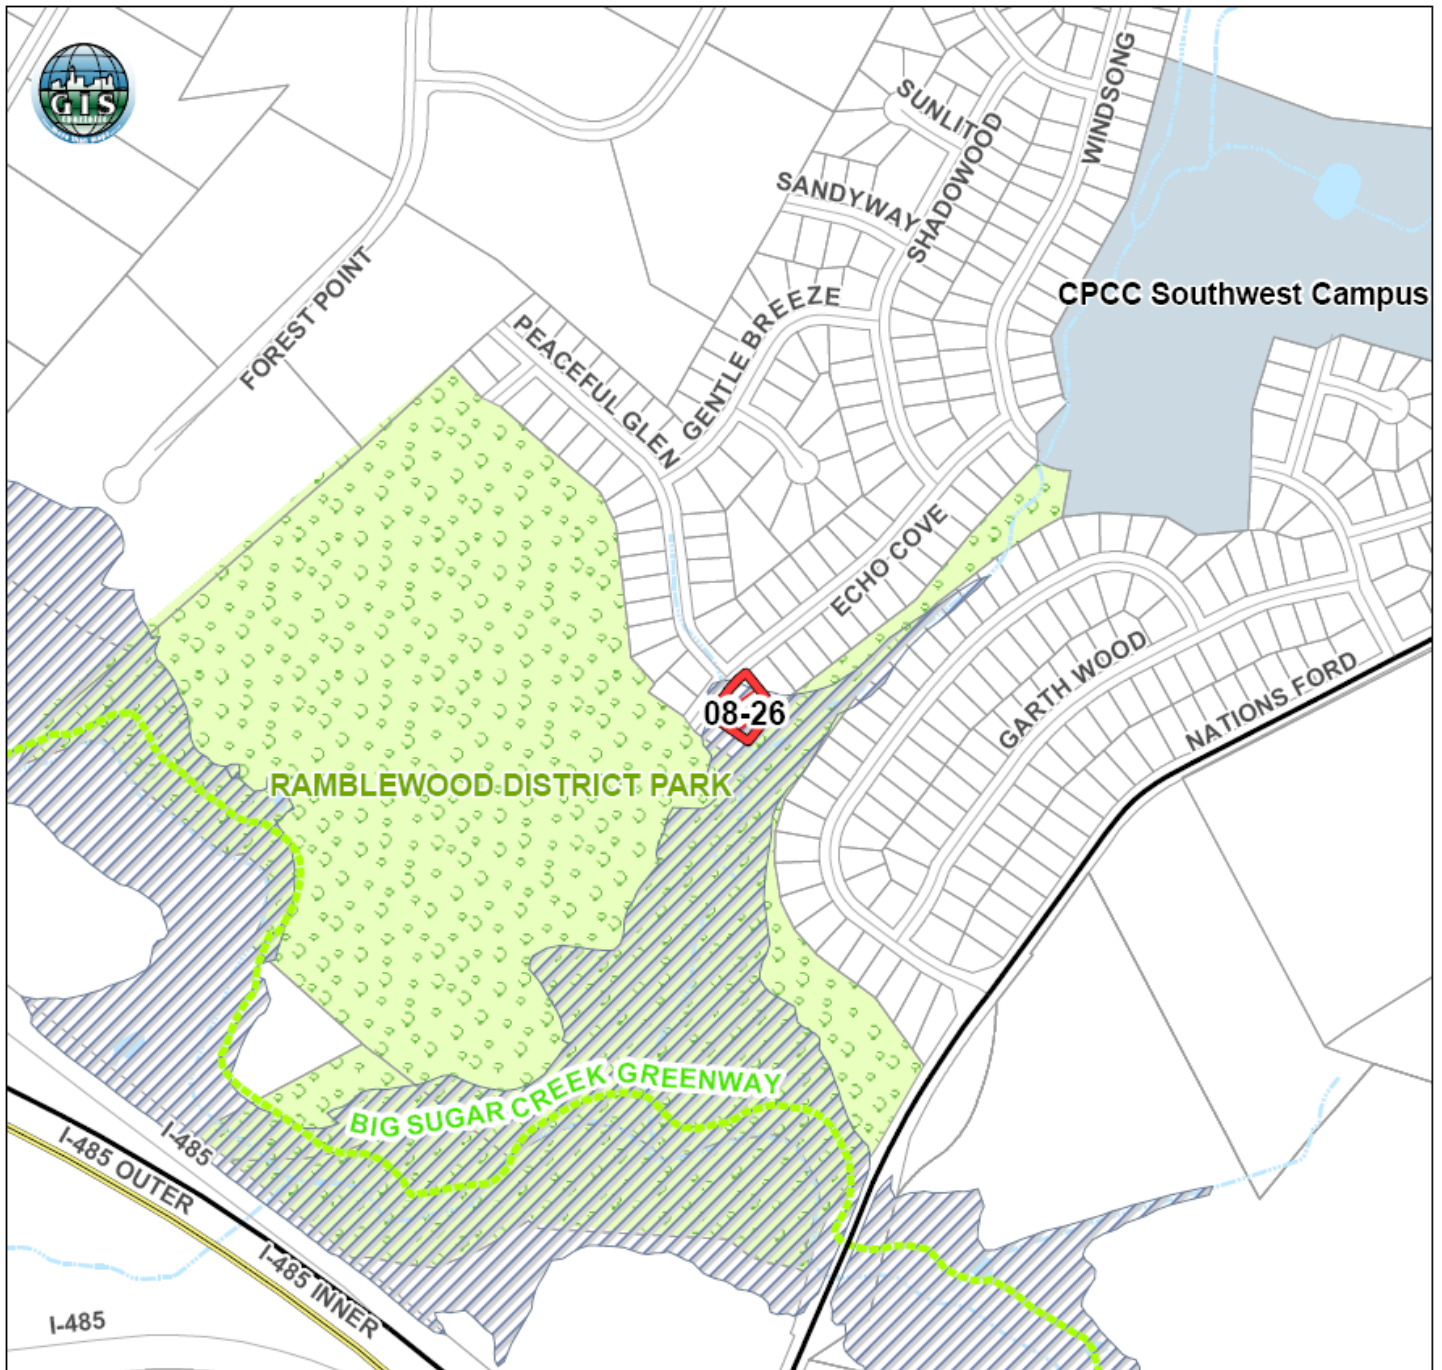 GIS
WINDSONG
SUNLIT
SHADOWOOD
SANDYWAY
CPCC Southwest Campus
FOREST POINT
GENTLE BREEZE
PEACEFUL GLEN
ECHO COVE
GARTH WOOD
NATIONS FORD
08-26
RAMBLEWOOD DISTRICT PARK
BIG SUGAR CREEK GREENWAY
I-485
I-485 OUTER
I-485 INNER
I-485